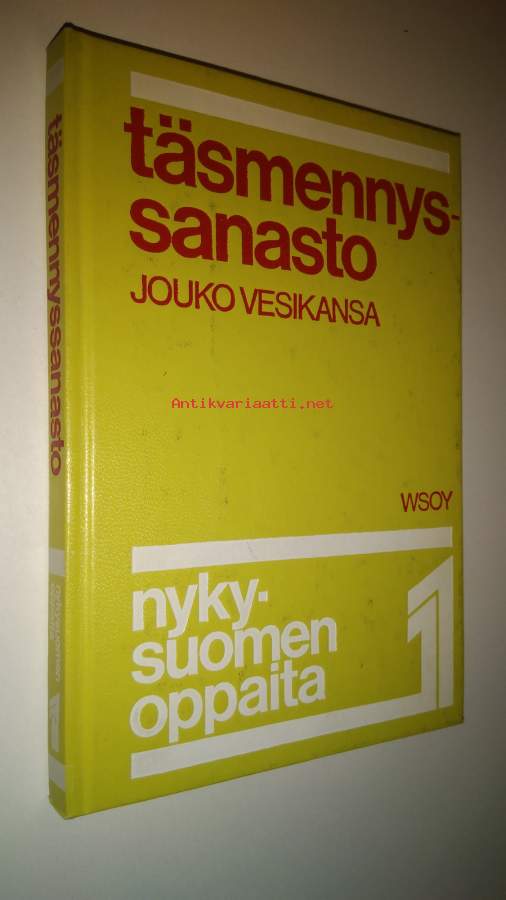 täsmennyssanasto
täsmennys-
sanasto
JOUKO VESIKANSA
Antikvariaatti.net
WSOY
nyky-
suomen
oppaita
1